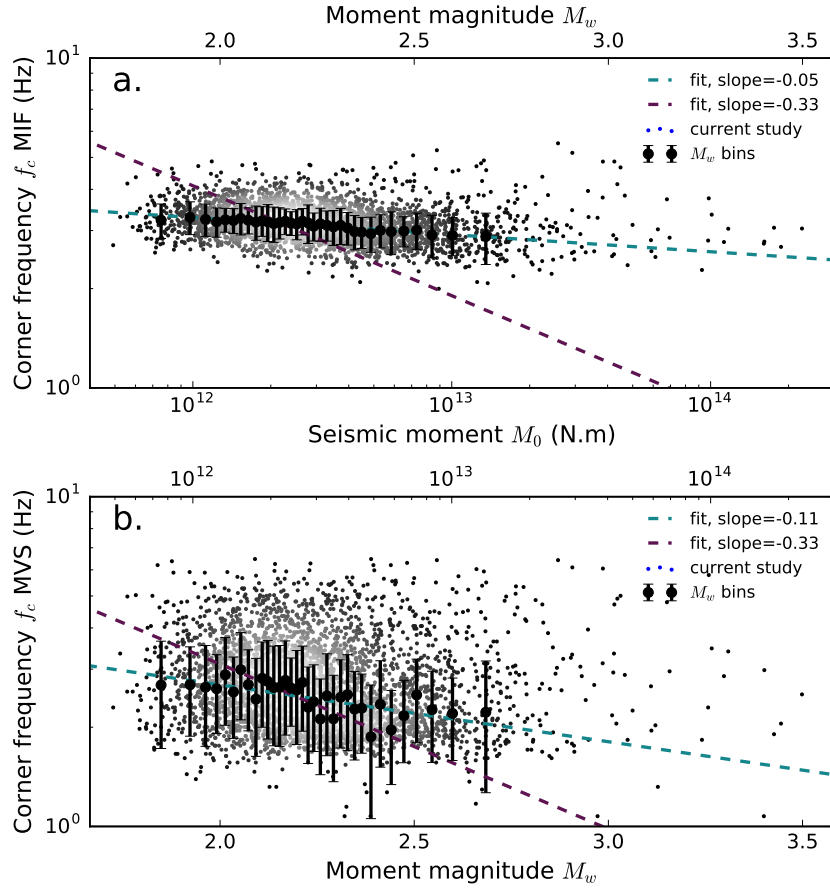 Moment magnitude M_w
2.0 2.5 3.0 3.5
a.
10^1
10^0
Corner frequency f_c MIF (Hz)
fit, slope=-0.05
fit, slope=-0.33
current study
M_w bins
10^12 10^13 10^14
Seismic moment M_0 (N.m)
10^12 10^13 10^14
b.
10^1
10^0
Corner frequency f_c MVS (Hz)
fit, slope=-0.11
fit, slope=-0.33
current study
M_w bins
2.0 2.5 3.0 3.5
Moment magnitude M_w